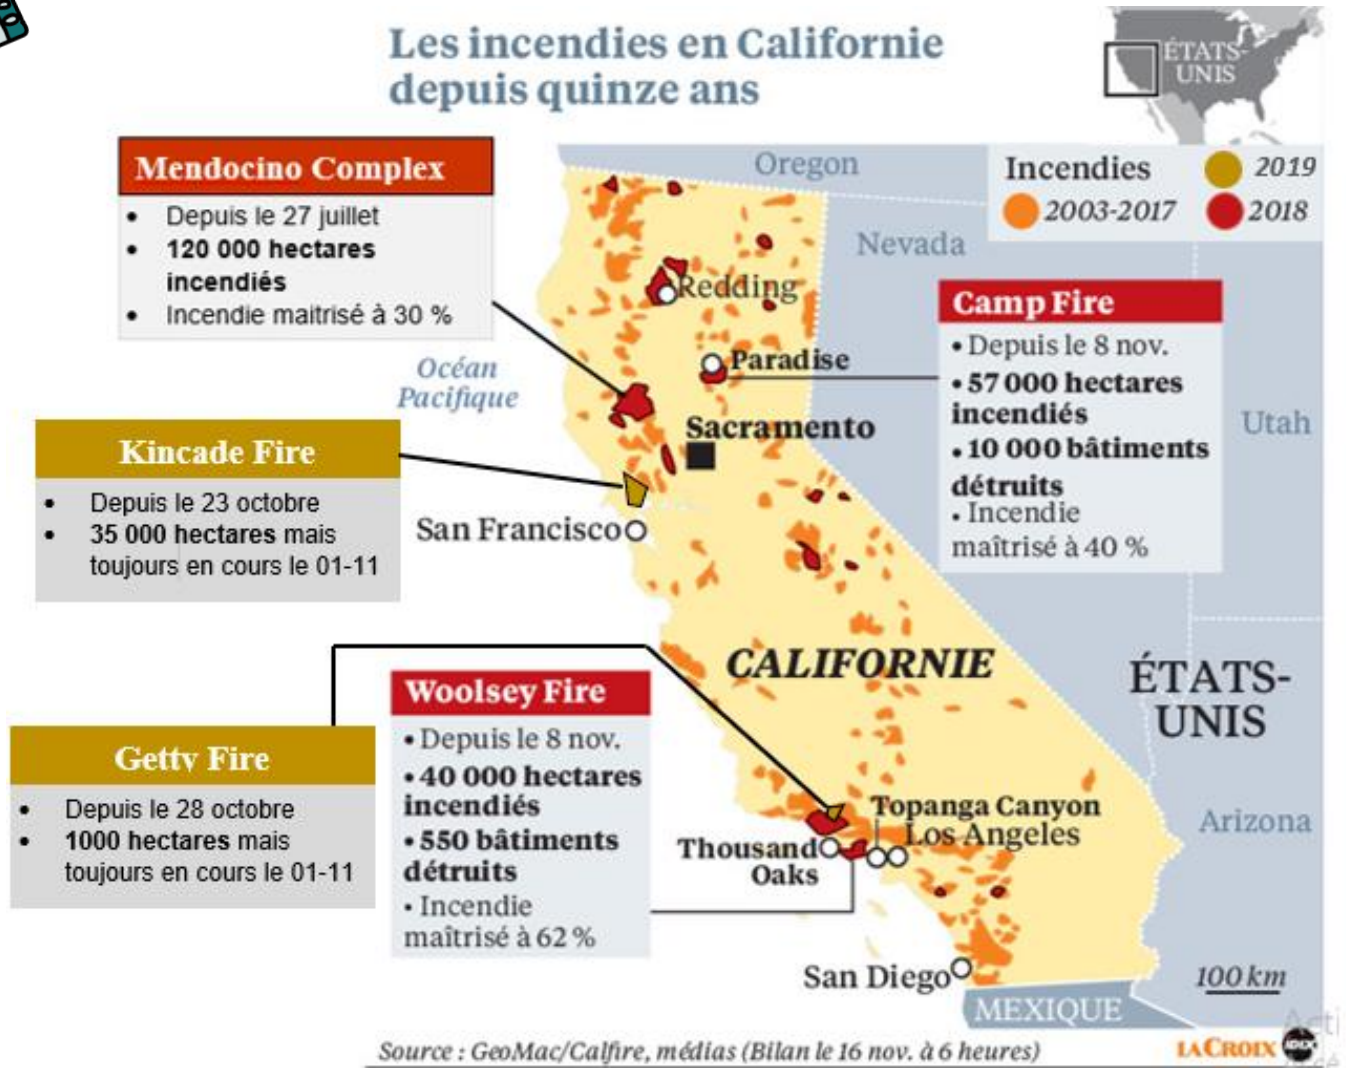 Les incendies en Californie
depuis quinze ans
ÉTATS-
UNIS
Incendies
2019
2003-2017
2018
Oregon
Nevada
Utah
Arizona
Mendocino Complex
• Depuis le 27 juillet
• 120 000 hectares
incendiés
• Incendie maitrisé à 30 %
Redding
Camp Fire
• Depuis le 8 nov.
• 57 000 hectares
incendiés
• 10 000 bâtiments
détruits
• Incendie
maîtrisé à 40 %
Paradise
Océan
Pacifique
Sacramento
Kincade Fire
• Depuis le 23 octobre
• 35 000 hectares mais
toujours en cours le 01-11
San Francisco
CALIFORNIE
ÉTATS-
UNIS
Woolsey Fire
• Depuis le 8 nov.
• 40 000 hectares
incendiés
• 550 bâtiments
détruits
• Incendie
maîtrisé à 62 %
Getty Fire
• Depuis le 28 octobre
• 1000 hectares mais
toujours en cours le 01-11
Topanga Canyon
Los Angeles
Thousand
Oaks
San Diego
MEXIQUE
100 km
Source : GeoMac/Calfire, médias (Bilan le 16 nov. à 6 heures)
LA CROIX